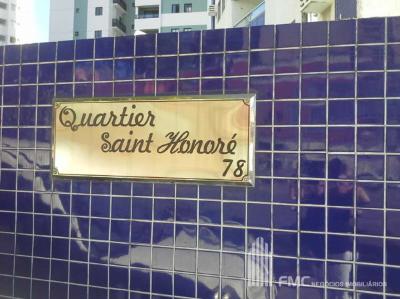 Quartier
Saint Honoré
78
FMC
NEGÓCIOS IMOBILIÁRIOS